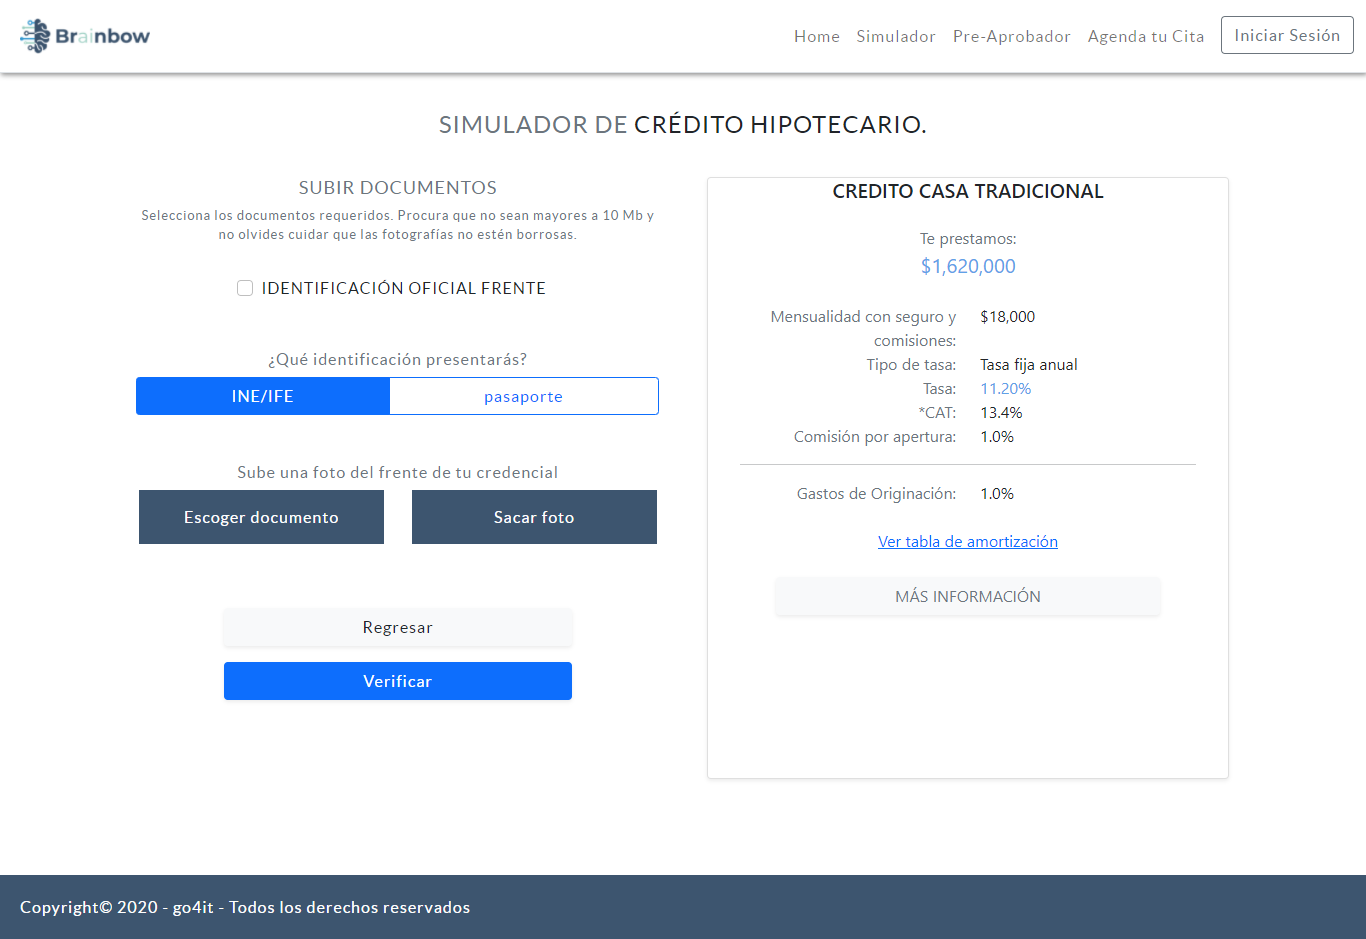 Brainbow
Home Simulador Pre-Aprobador Agenda tu Cita Iniciar Sesión
SIMULADOR DE CRÉDITO HIPOTECARIO.
SUBIR DOCUMENTOS
Selecciona los documentos requeridos. Procura que no sean mayores a 10 Mb y
no olvides cuidar que las fotografías no estén borrosas.
IDENTIFICACIÓN OFICIAL FRENTE
¿Qué identificación presentarás?
INE/IFE pasaporte
Sube una foto del frente de tu credencial
Escoger documento Sacar foto
Regresar
Verificar
CREDITO CASA TRADICIONAL
Te prestamos:
$1,620,000
Mensualidad con seguro y $18,000
comisiones:
Tipo de tasa: Tasa fija anual
Tasa: 11.20%
*CAT: 13.4%
Comisión por apertura: 1.0%
Gastos de Originación: 1.0%
Ver tabla de amortización
MÁS INFORMACIÓN
Copyright© 2020 - go4it - Todos los derechos reservados